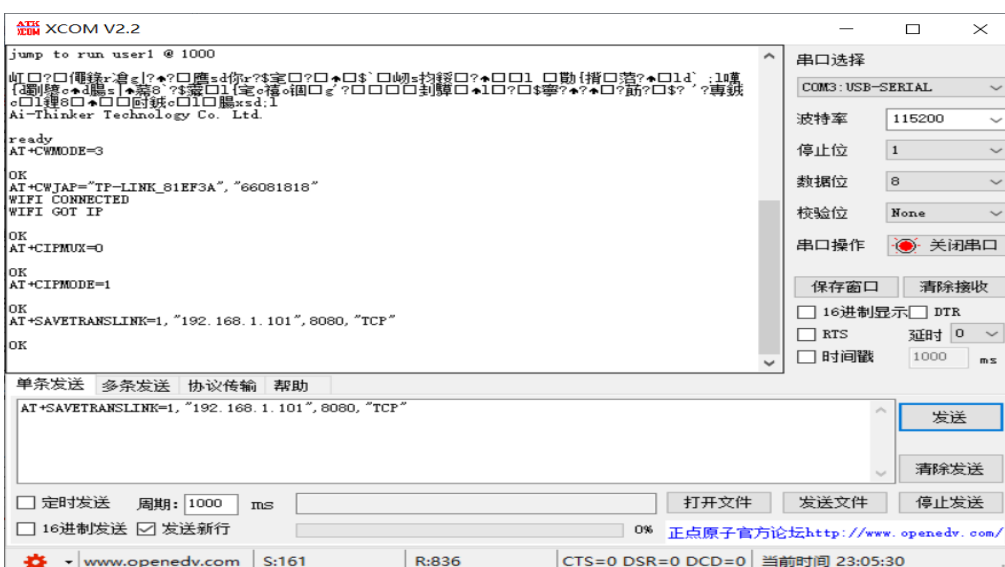 ATK XCOM XCOM V2.2
jump to run user1 @ 1000
Ai-Thinker Technology Co. Ltd.
ready
AT+CWMODE=3
OK
AT+CWJAP="TP-LINK_81EF3A","66081818"
WIFI CONNECTED
WIFI GOT IP
OK
AT+CIPMUX=0
OK
AT+CIPMODE=1
OK
AT+SAVETRANSLINK=1,"192.168.1.101",8080,"TCP"
OK
串口选择
COM3:USB-SERIAL
波特率 115200
停止位 1
数据位 8
校验位 None
串口操作 关闭串口
保存窗口 清除接收
16进制显示 DTR
RTS 延时 0
时间戳 1000 ms
单条发送 多条发送 协议传输 帮助
AT+SAVETRANSLINK=1,"192.168.1.101",8080,"TCP"
发送
清除发送
定时发送 周期: 1000 ms 打开文件 发送文件 停止发送
16进制发送 发送新行 0% 正点原子官方论坛http://www.openedv.com/
www.openedv.com S:161 R:836 CTS=0 DSR=0 DCD=0 当前时间 23:05:30